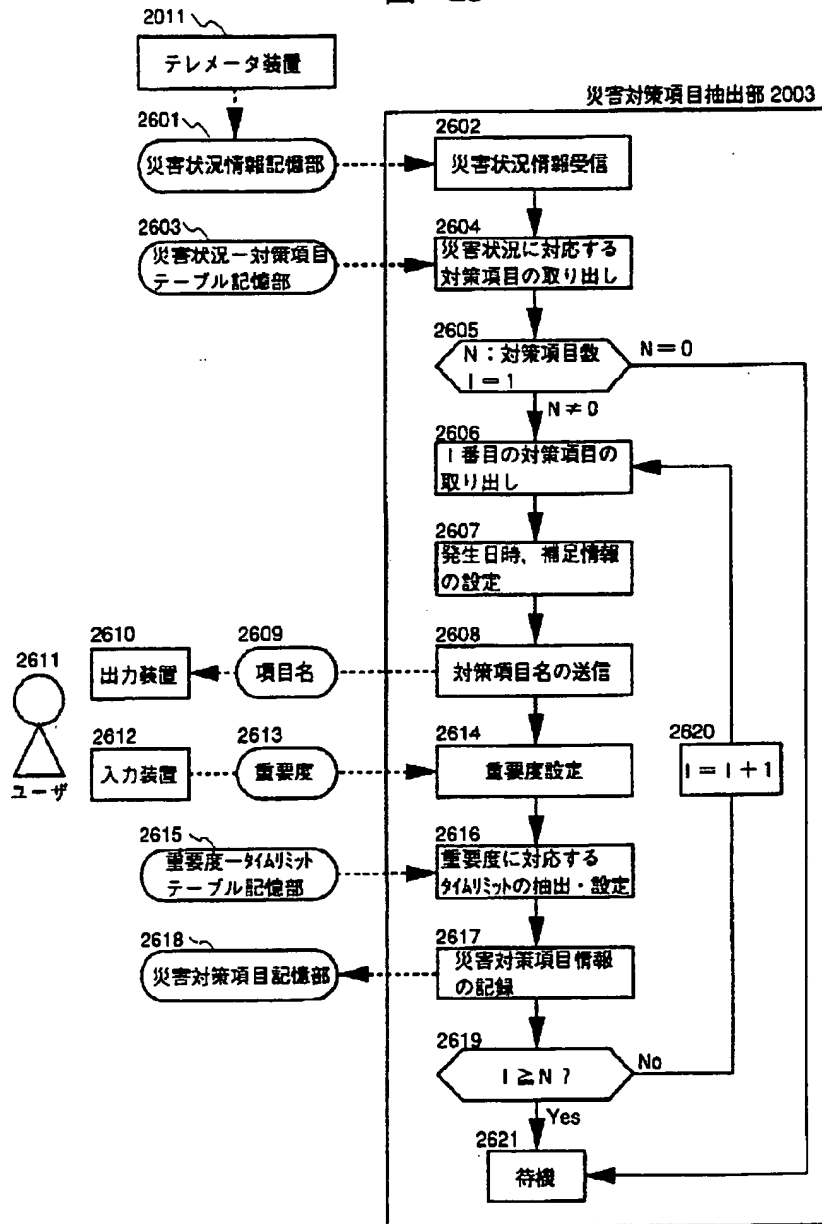 2011
テレメータ装置
災害対策項目抽出部 2003
2601
災害状況情報記憶部
2602
災害状況情報受信
2603
災害状況ー対策項目
テーブル記憶部
2604
災害状況に対応する
対策項目の取り出し
2605
N：対策項目数
I＝1
N＝0
N≠0
2606
I番目の対策項目の
取り出し
2607
発生日時、補足情報
の設定
2608
対策項目名の送信
2609
項目名
2610
出力装置
2611
ユーザ
2612
入力装置
2613
重要度
2614
重要度設定
2620
I＝I＋1
2615
重要度ータイムリミット
テーブル記憶部
2616
重要度に対応する
タイムリミットの抽出・設定
2617
災害対策項目情報
の記録
2618
災害対策項目記憶部
2619
I≧N？
No
Yes
2621
待機